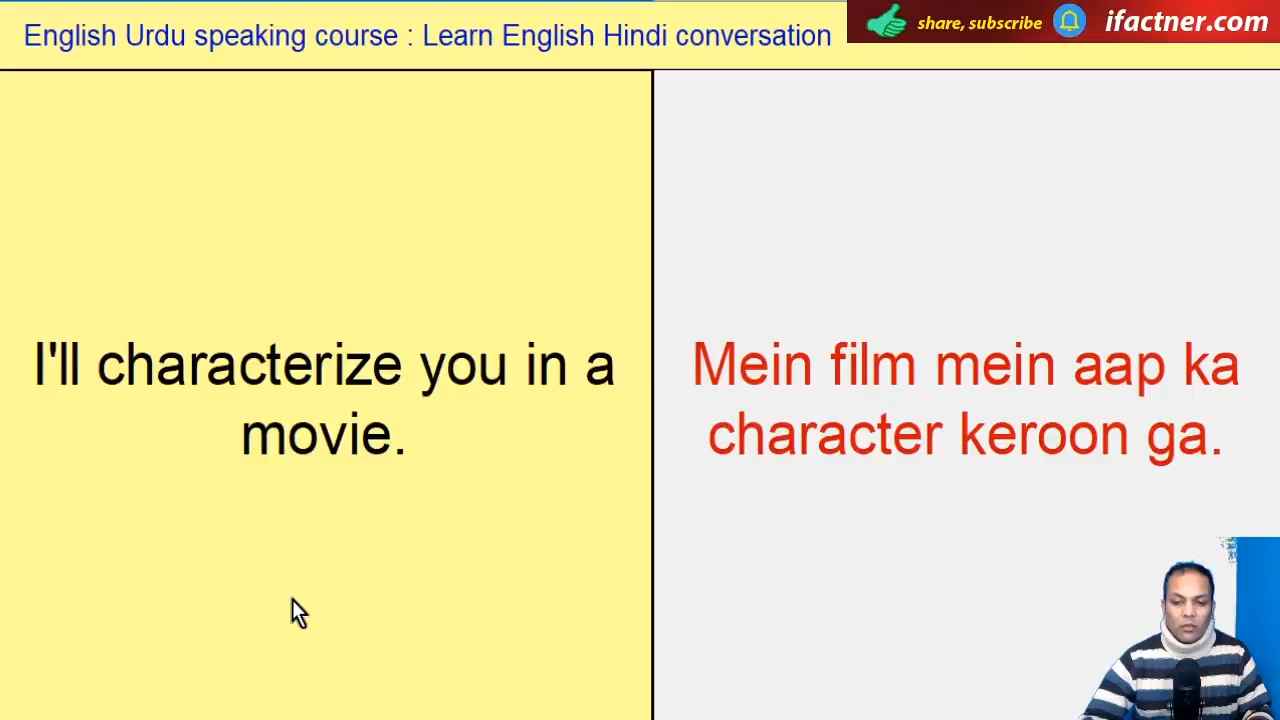 English Urdu speaking course : Learn English Hindi conversation
share, subscribe
ifactner.com
I'll characterize you in a
movie.
Mein film mein aap ka
character keroon ga.